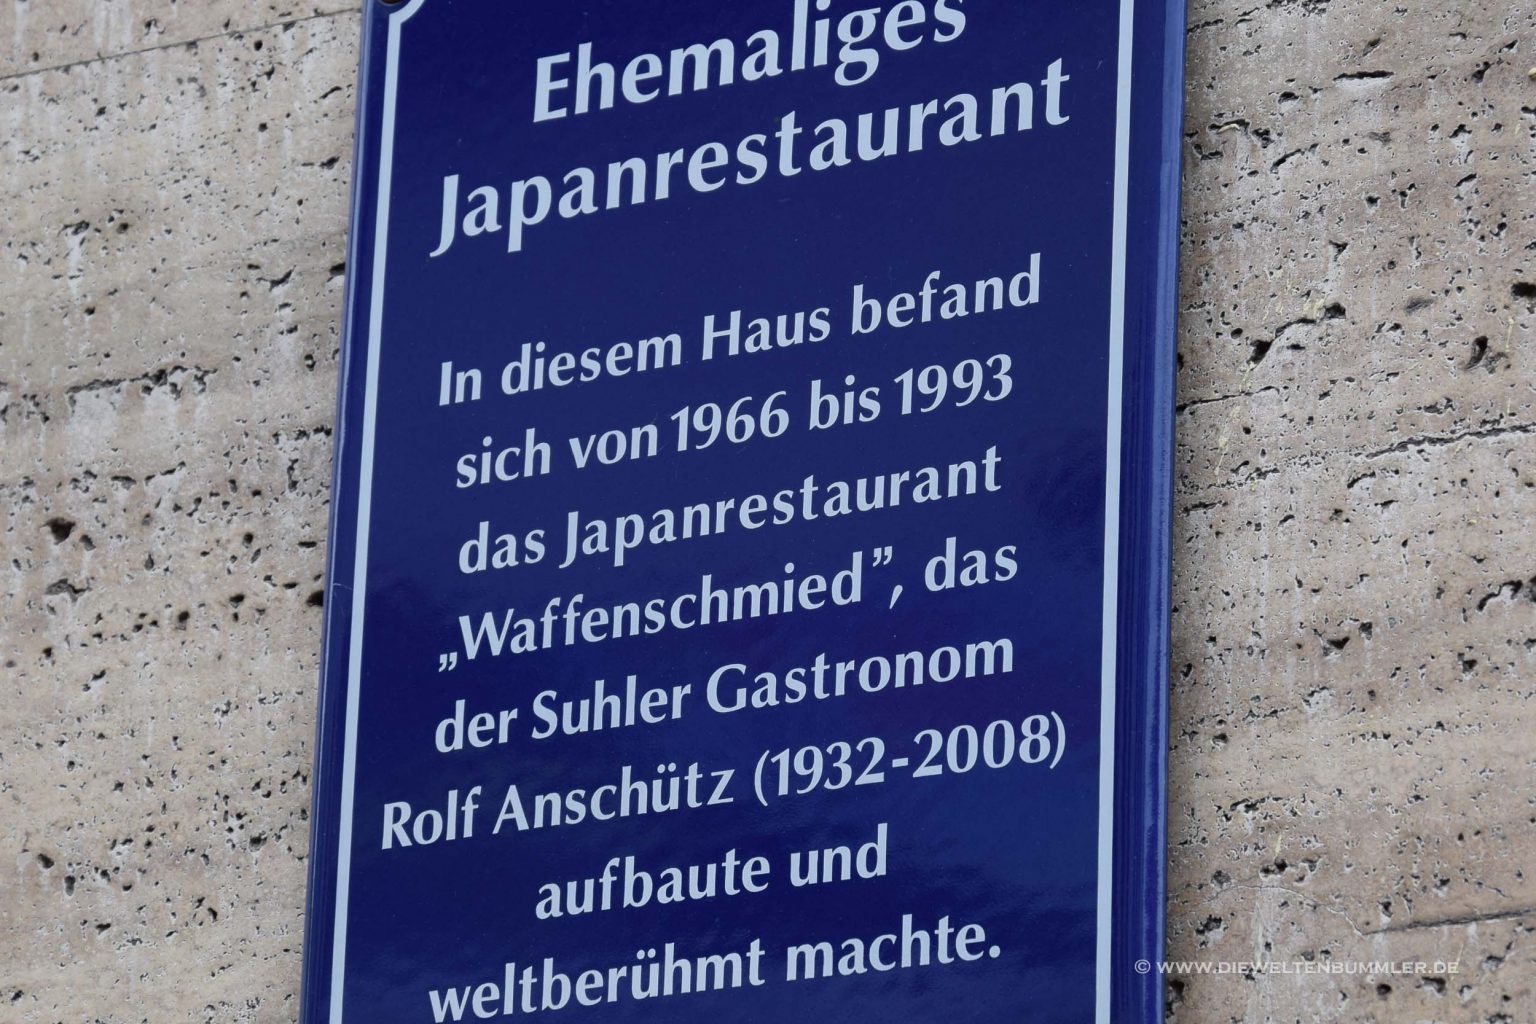 Ehemaliges
Japanrestaurant
In diesem Haus befand
sich von 1966 bis 1993
das Japanrestaurant
„Waffenschmied”, das
der Suhler Gastronom
Rolf Anschütz (1932-2008)
aufbaute und
weltberühmt machte.
© WWW.DIEWELTENBUMMLER.DE